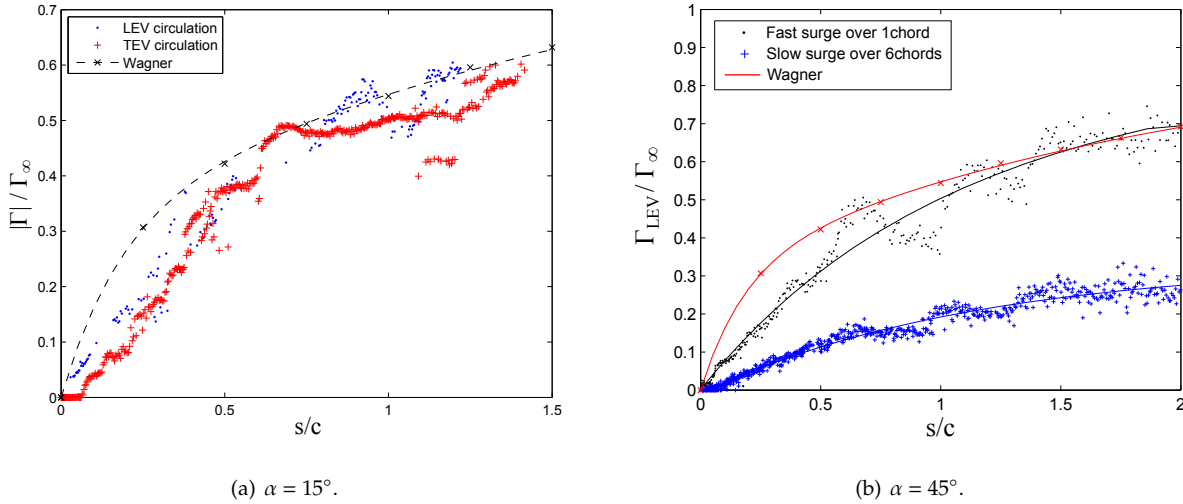 0.7
0.6
0.5
0.4
0.3
0.2
0.1
0
|Γ| / Γ∞
LEV circulation
TEV circulation
Wagner
0
0.5
1
1.5
s/c
(a) α = 15°.
1
0.9
0.8
0.7
0.6
0.5
0.4
0.3
0.2
0.1
0
Γ_LEV / Γ∞
Fast surge over 1chord
Slow surge over 6chords
Wagner
0
0.5
1
1.5
2
s/c
(b) α = 45°.